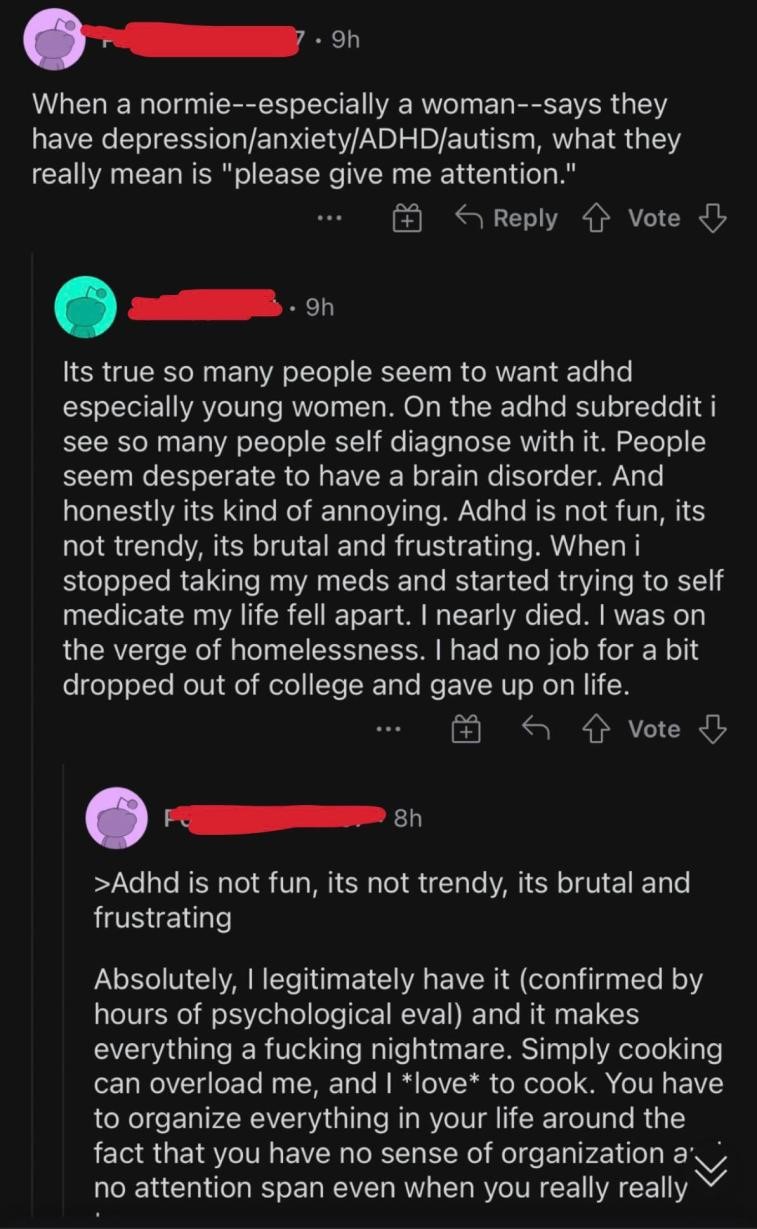 7 • 9h
When a normie--especially a woman--says they
have depression/anxiety/ADHD/autism, what they
really mean is "please give me attention."
... Reply Vote
• 9h
Its true so many people seem to want adhd
especially young women. On the adhd subreddit i
see so many people self diagnose with it. People
seem desperate to have a brain disorder. And
honestly its kind of annoying. Adhd is not fun, its
not trendy, its brutal and frustrating. When i
stopped taking my meds and started trying to self
medicate my life fell apart. I nearly died. I was on
the verge of homelessness. I had no job for a bit
dropped out of college and gave up on life.
... Vote
8h
>Adhd is not fun, its not trendy, its brutal and
frustrating
Absolutely, I legitimately have it (confirmed by
hours of psychological eval) and it makes
everything a fucking nightmare. Simply cooking
can overload me, and I *love* to cook. You have
to organize everything in your life around the
fact that you have no sense of organization
no attention span even when you really really